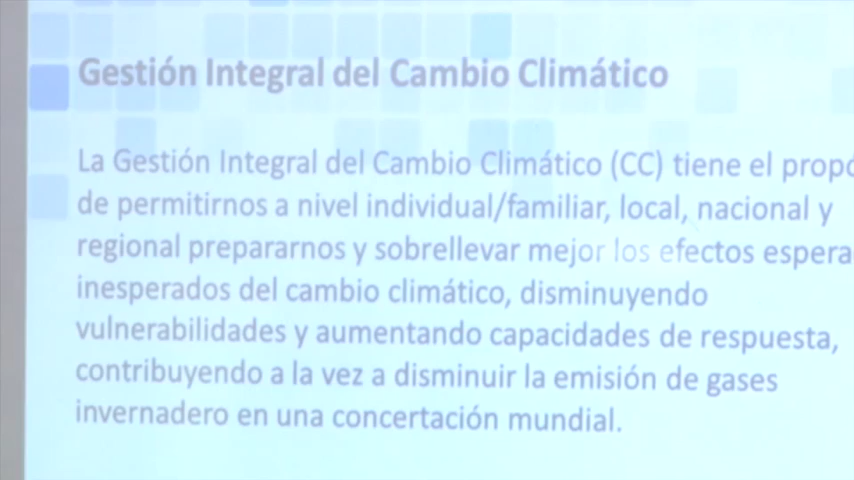 Gestión Integral del Cambio Climático
La Gestión Integral del Cambio Climático (CC) tiene el
de permitirnos a nivel individual/familiar, local, nacional y
regional prepararnos y sobrellevar mejor los efectos
inesperados del cambio climático, disminuyendo
vulnerabilidades y aumentando capacidades de respuesta,
contribuyendo a la vez a disminuir la emisión de gases
invernadero en una concertación mundial.